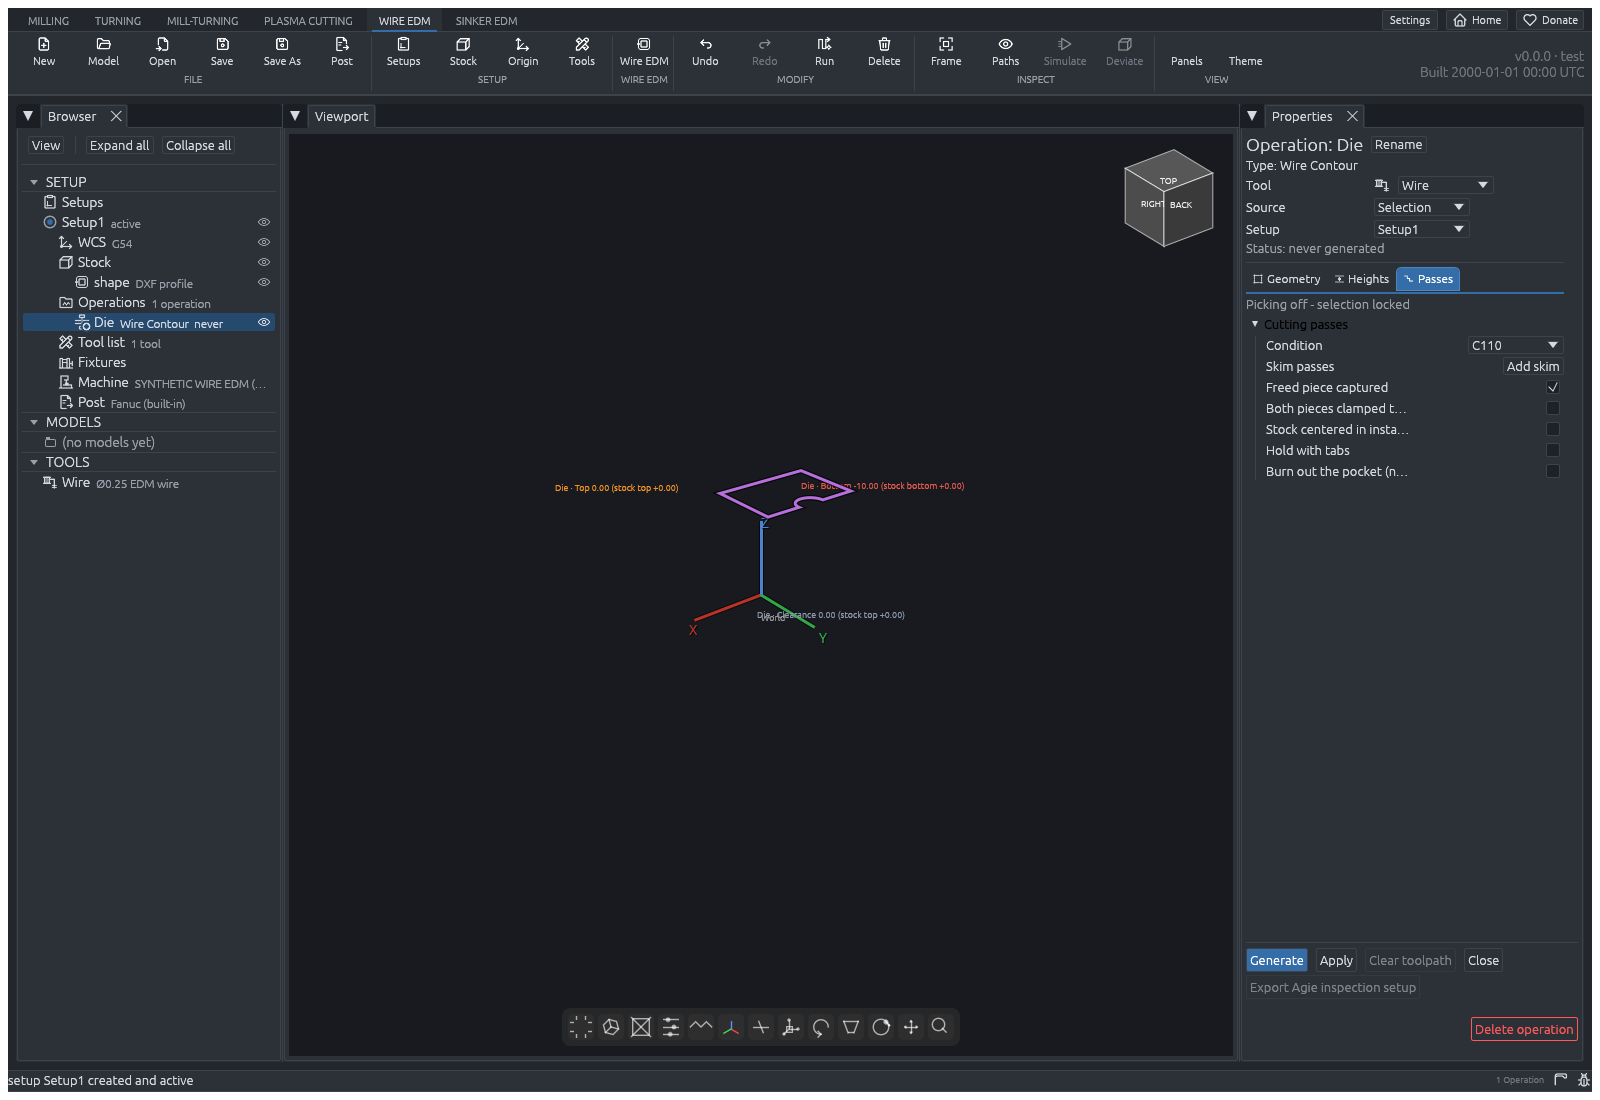 MILLING TURNING MILL-TURNING PLASMA CUTTING WIRE EDM SINKER EDM Settings Home Donate
New Model Open Save Save As Post Setups Stock Origin Tools Wire EDM Undo Redo Run Delete Frame Paths Simulate Deviate Panels Theme
FILE SETUP WIRE EDM MODIFY INSPECT VIEW
v0.0.0 · test
Built 2000-01-01 00:00 UTC
Browser
View Expand all Collapse all
SETUP
Setups
Setup1 active
WCS G54
Stock
shape DXF profile
Operations 1 operation
Die Wire Contour never
Tool list 1 tool
Fixtures
Machine SYNTHETIC WIRE EDM (...
Post Fanuc (built-in)
MODELS
(no models yet)
TOOLS
Wire Ø0.25 EDM wire
Viewport
TOP
RIGHT BACK
Die · Top 0.00 (stock top +0.00)
Die · Bottom -10.00 (stock bottom +0.00)
Z
Die · Clearance 0.00 (stock top +0.00)
World
X
Y
Properties
Operation: Die Rename
Type: Wire Contour
Tool Wire
Source Selection
Setup Setup1
Status: never generated
Geometry Heights Passes
Picking off - selection locked
Cutting passes
Condition C110
Skim passes Add skim
Freed piece captured
Both pieces clamped t...
Stock centered in insta...
Hold with tabs
Burn out the pocket (n...
Generate Apply Clear toolpath Close
Export Agie inspection setup
Delete operation
setup Setup1 created and active
1 Operation